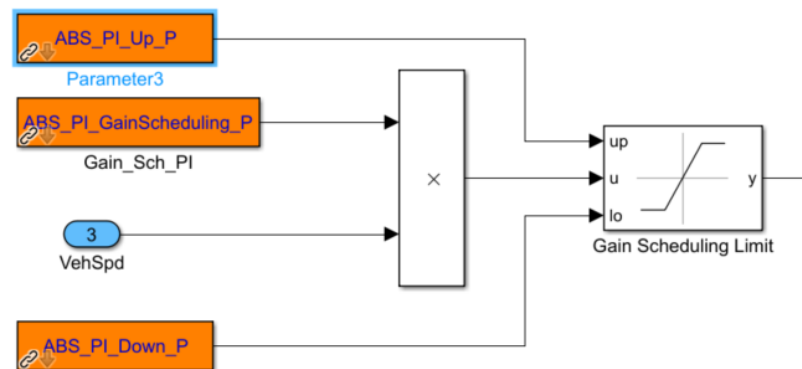 ABS_PI_Up_P
Parameter3
ABS_PI_GainScheduling_P
Gain_Sch_PI
×
3
VehSpd
up
u
lo
y
Gain Scheduling Limit
ABS_PI_Down_P